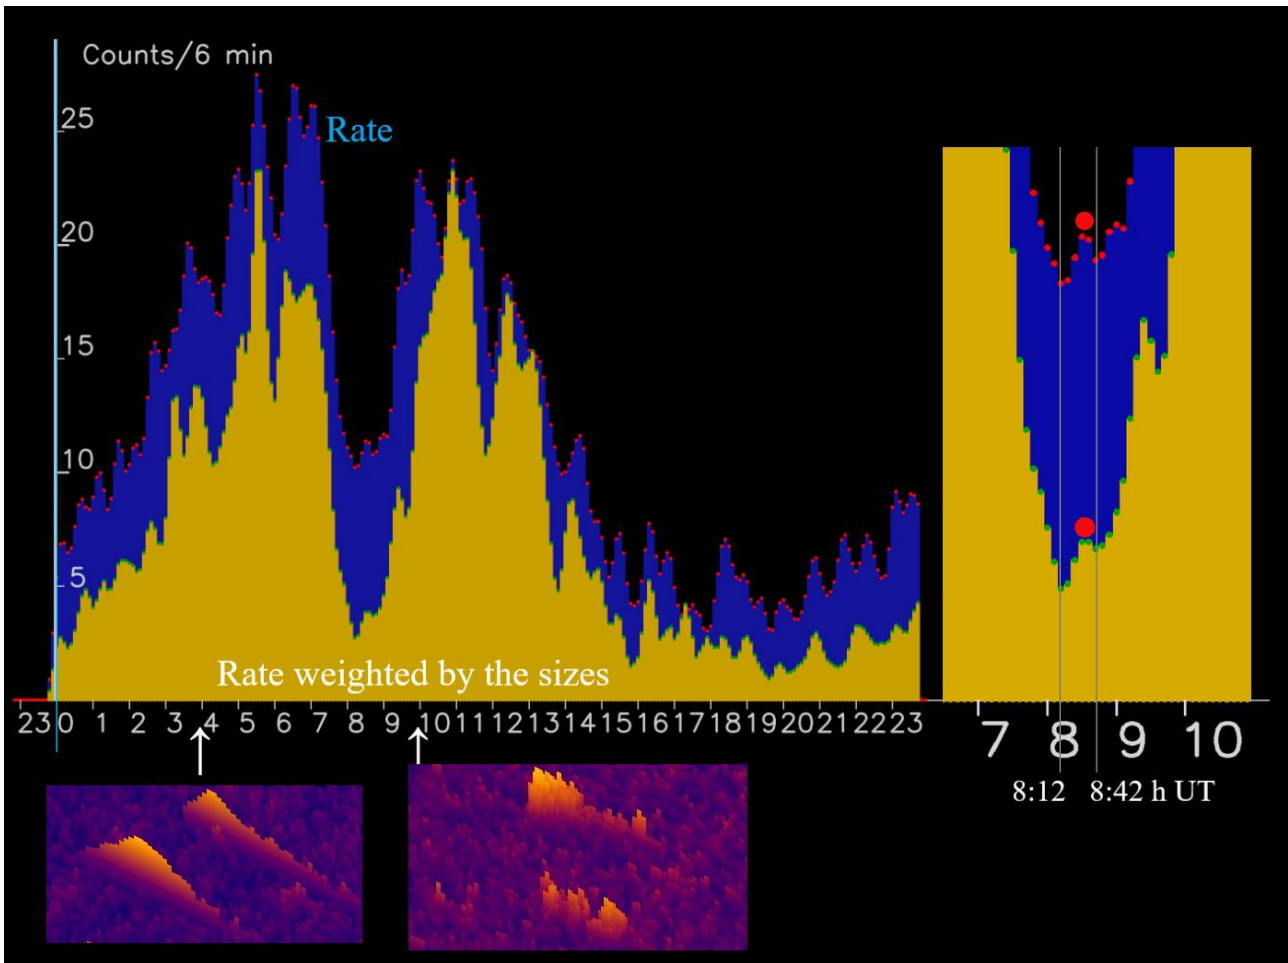 Counts/6 min
25
Rate
20
15
10
5
Rate weighted by the sizes
23 0 1 2 3 4 5 6 7 8 9 10 11 12 13 14 15 16 17 18 19 20 21 22 23
7 8 9 10
8:12 8:42 h UT